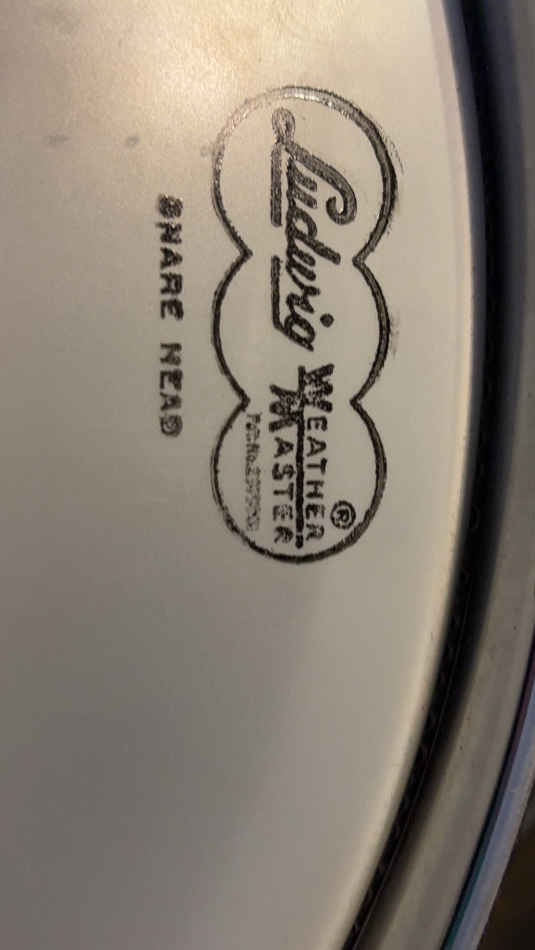 Ludwig
WEATHER
MASTER
®
SNARE HEAD